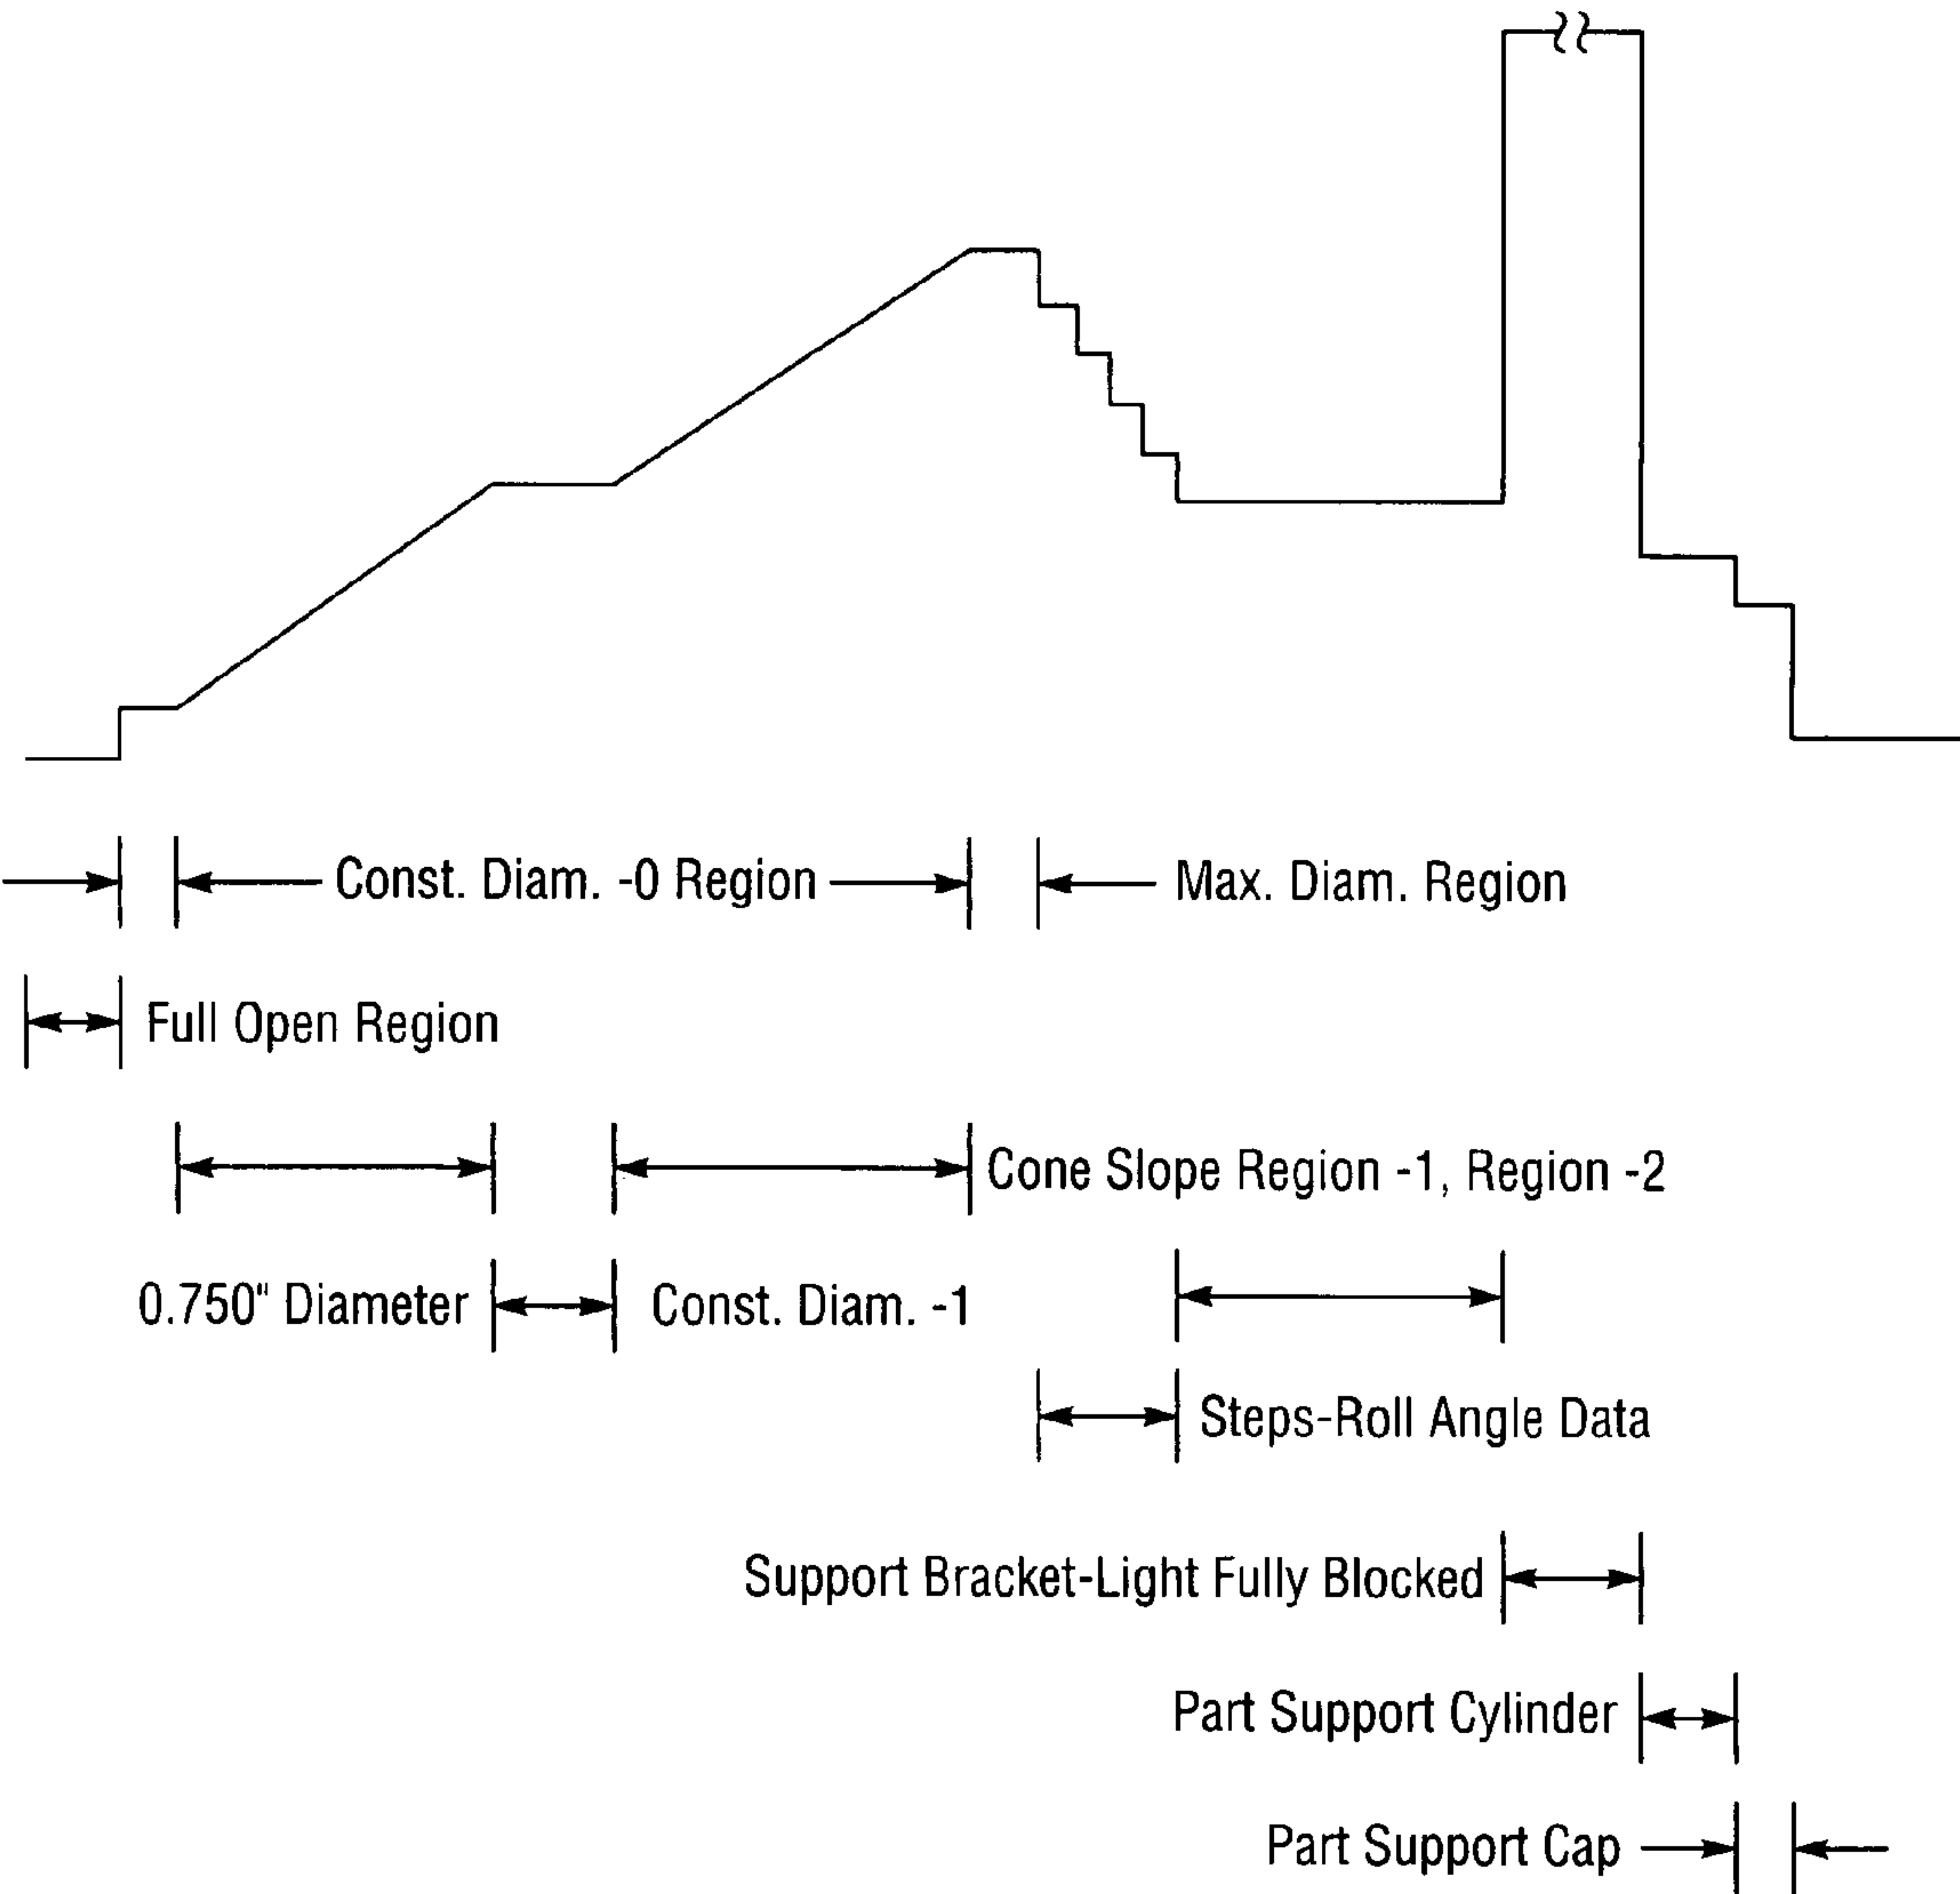 Const. Diam. -0 Region
Max. Diam. Region
Full Open Region
Cone Slope Region -1, Region -2
0.750" Diameter
Const. Diam. -1
Steps-Roll Angle Data
Support Bracket-Light Fully Blocked
Part Support Cylinder
Part Support Cap